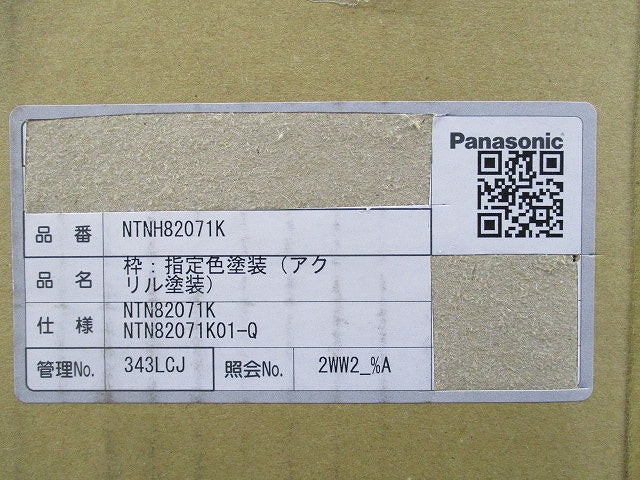 Panasonic
品 番 NTNH82071K
品 名 枠：指定色塗装（アク
リル塗装）
仕 様 NTN82071K
NTN82071K01-Q
管理No. 343LCJ 照会No. 2WW2_%A